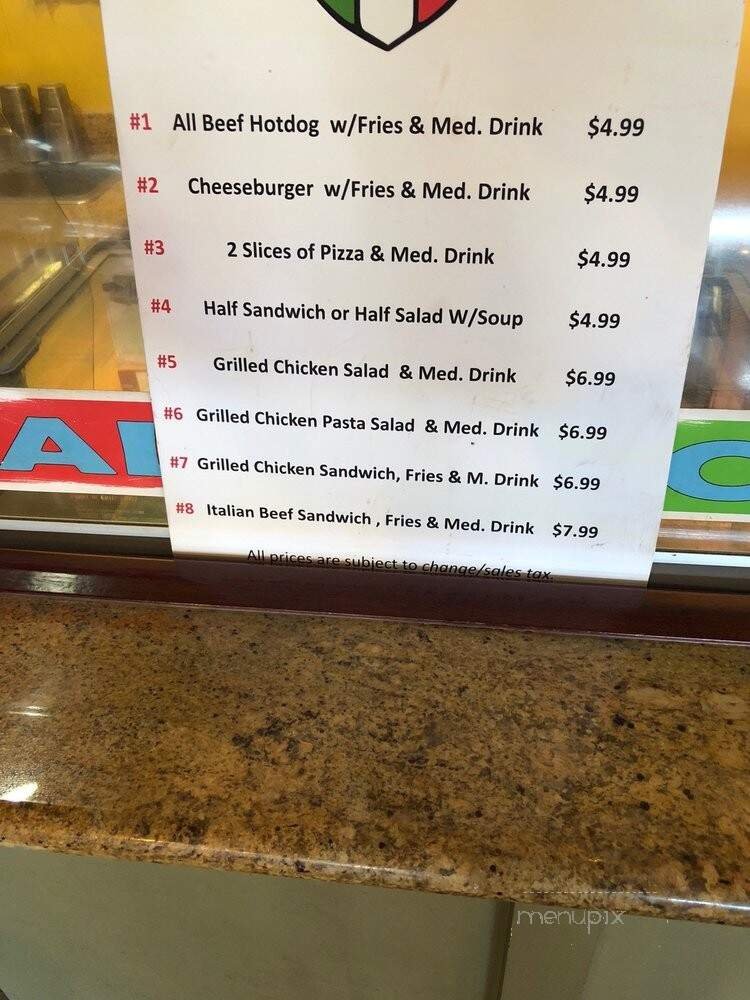 #1 All Beef Hotdog w/Fries & Med. Drink $4.99
#2 Cheeseburger w/Fries & Med. Drink $4.99
#3 2 Slices of Pizza & Med. Drink $4.99
#4 Half Sandwich or Half Salad W/Soup $4.99
#5 Grilled Chicken Salad & Med. Drink $6.99
#6 Grilled Chicken Pasta Salad & Med. Drink $6.99
#7 Grilled Chicken Sandwich, Fries & M. Drink $6.99
#8 Italian Beef Sandwich , Fries & Med. Drink $7.99
All prices are subject to change/sales tax.
menupix